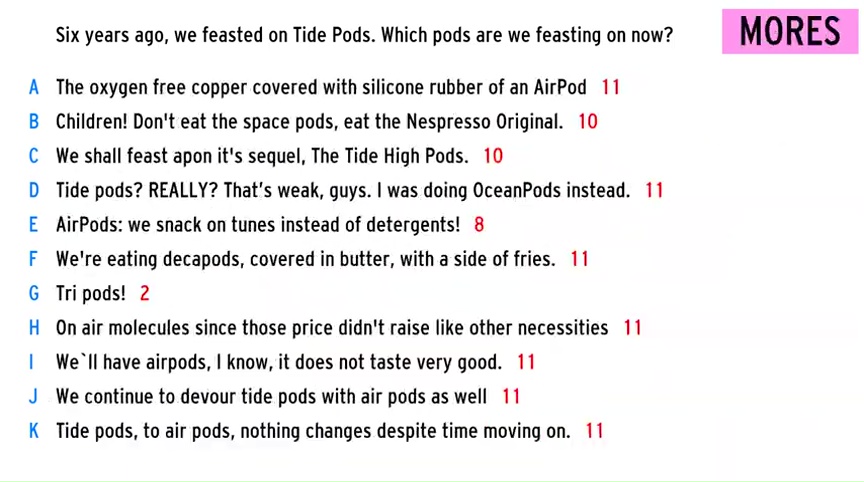 Six years ago, we feasted on Tide Pods. Which pods are we feasting on now? MORES
A The oxygen free copper covered with silicone rubber of an AirPod 11
B Children! Don't eat the space pods, eat the Nespresso Original. 10
C We shall feast apon it's sequel, The Tide High Pods. 10
D Tide pods? REALLY? That's weak, guys. I was doing OceanPods instead. 11
E AirPods: we snack on tunes instead of detergents! 8
F We're eating decapods, covered in butter, with a side of fries. 11
G Tri pods! 2
H On air molecules since those price didn't raise like other necessities 11
I We`ll have airpods, I know, it does not taste very good. 11
J We continue to devour tide pods with air pods as well 11
K Tide pods, to air pods, nothing changes despite time moving on. 11